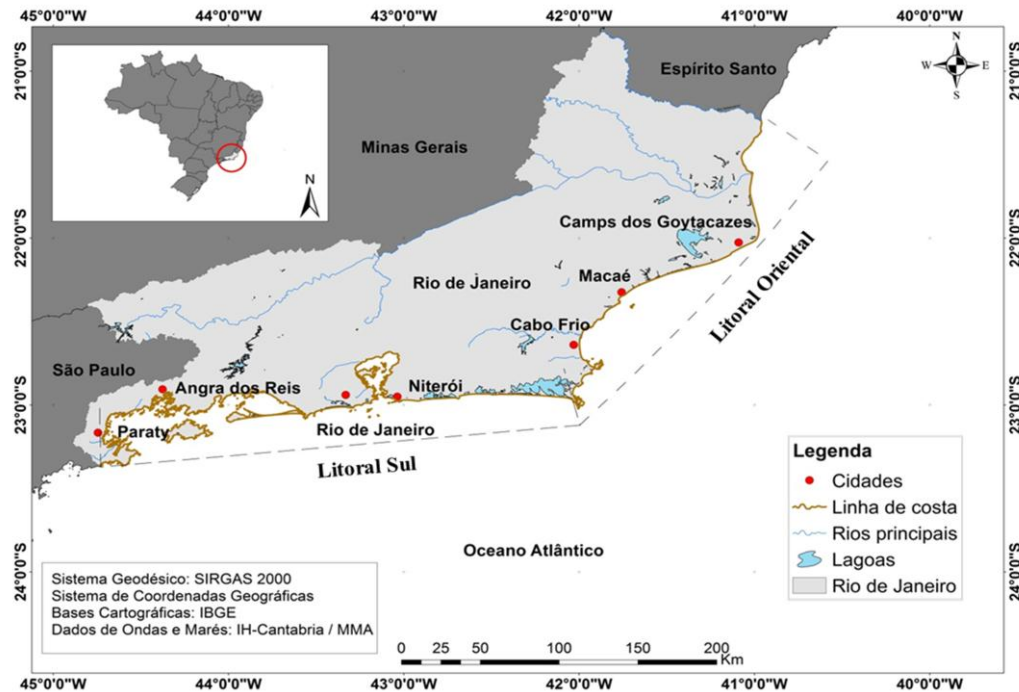 45°0'0"W 44°0'0"W 43°0'0"W 42°0'0"W 41°0'0"W 40°0'0"W
21°0'0"S
22°0'0"S
23°0'0"S
24°0'0"S
N
N
W E
S
Espírito Santo
Minas Gerais
Camps dos Goytacazes
Rio de Janeiro
Macaé
Litoral Oriental
Cabo Frio
São Paulo
Angra dos Reis
Niterói
Paraty
Rio de Janeiro
Litoral Sul
Oceano Atlântico
Legenda
Cidades
Linha de costa
Rios principais
Lagoas
Rio de Janeiro
Sistema Geodésico: SIRGAS 2000
Sistema de Coordenadas Geográficas
Bases Cartográficas: IBGE
Dados de Ondas e Marés: IH-Cantabria / MMA
0 25 50 100 150 200
Km
21°0'0"S
22°0'0"S
23°0'0"S
24°0'0"S
45°0'0"W 44°0'0"W 43°0'0"W 42°0'0"W 41°0'0"W 40°0'0"W